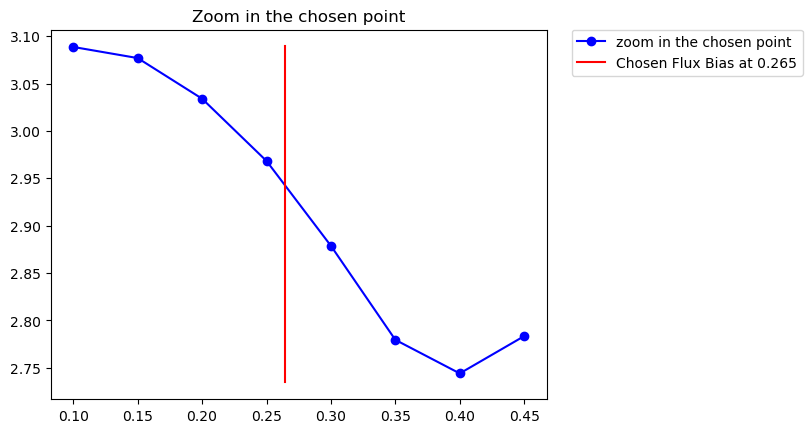 Zoom in the chosen point
3.10
3.05
3.00
2.95
2.90
2.85
2.80
2.75
0.10 0.15 0.20 0.25 0.30 0.35 0.40 0.45
zoom in the chosen point
Chosen Flux Bias at 0.265